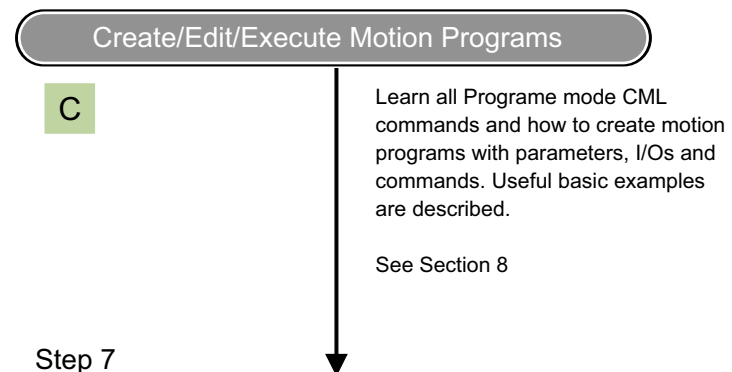 Create/Edit/Execute Motion Programs
C
Learn all Programe mode CML
commands and how to create motion
programs with parameters, I/Os and
commands. Useful basic examples
are described.
See Section 8
Step 7